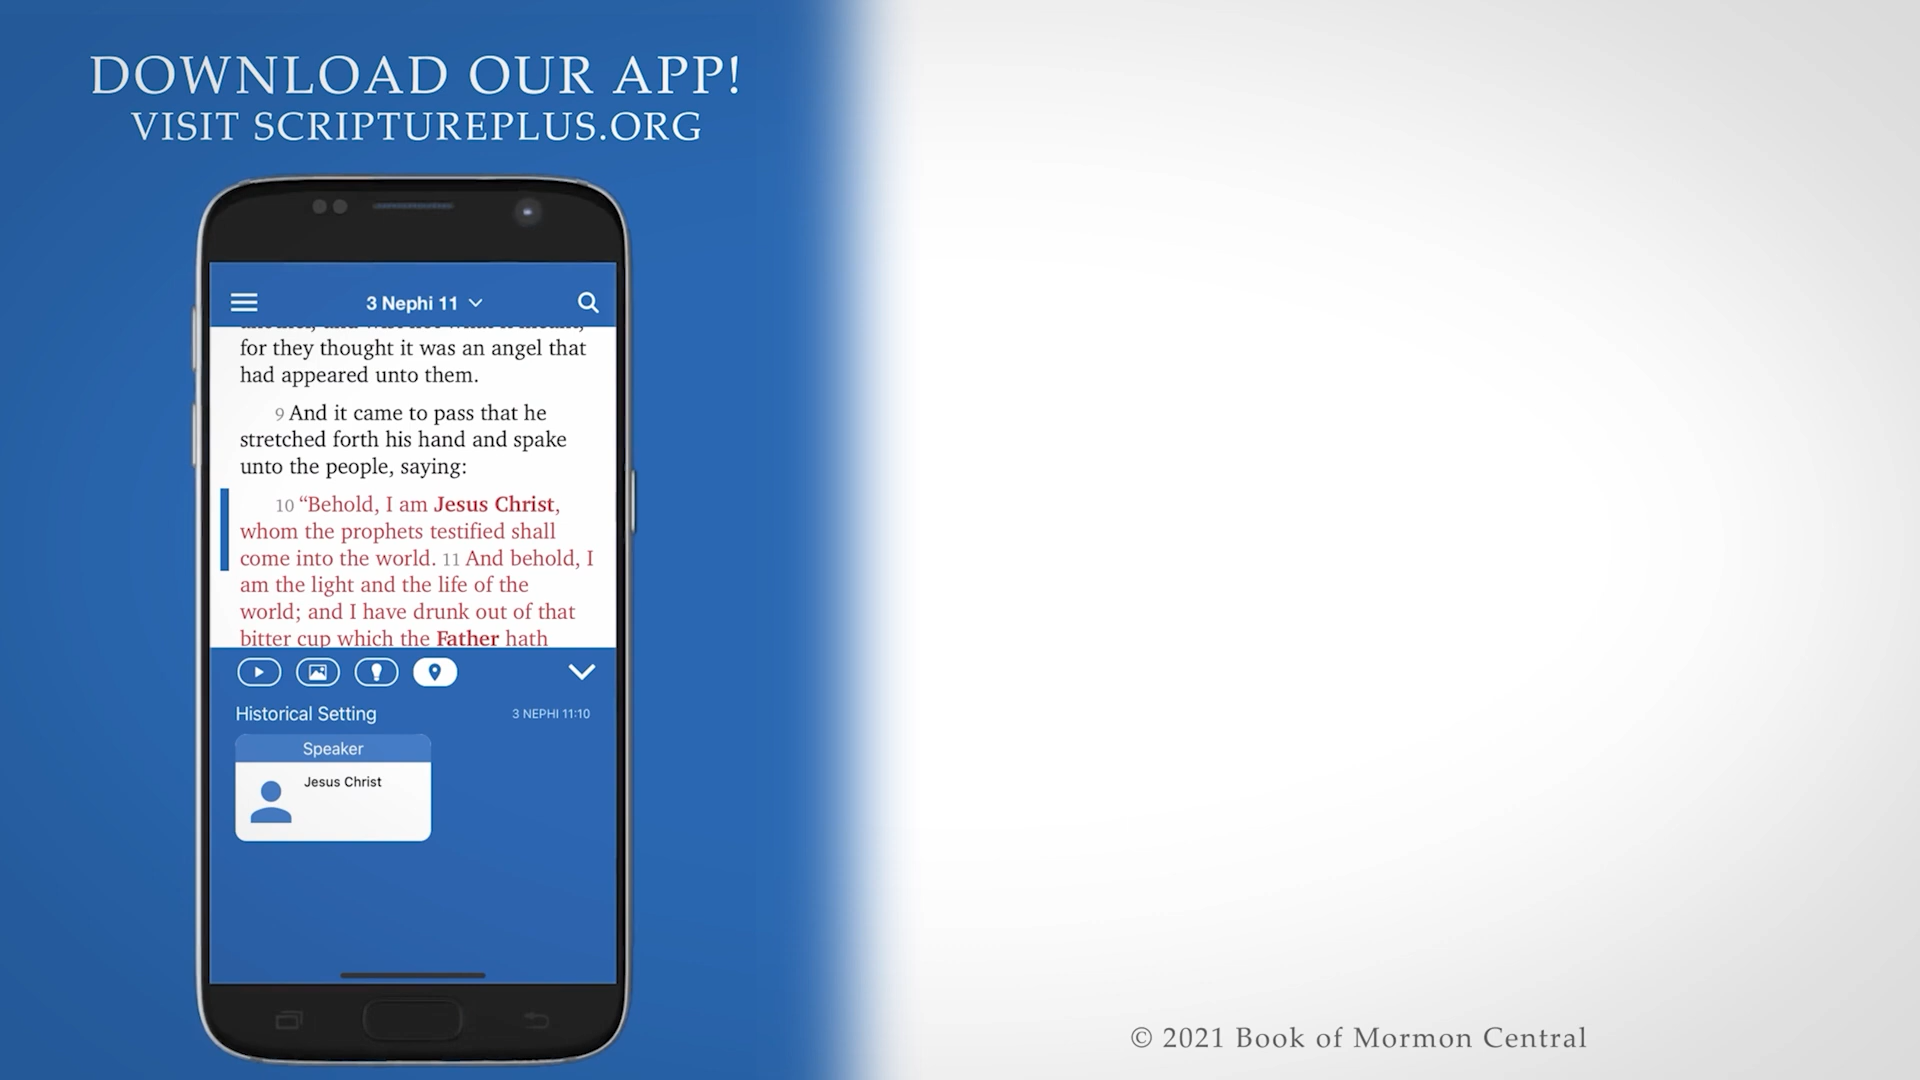 DOWNLOAD OUR APP!
VISIT SCRIPTUREPLUS.ORG
3 Nephi 11
for they thought it was an angel that
had appeared unto them.
9 And it came to pass that he
stretched forth his hand and spake
unto the people, saying:
10 “Behold, I am Jesus Christ,
whom the prophets testified shall
come into the world. 11 And behold, I
am the light and the life of the
world; and I have drunk out of that
bitter cup which the Father hath
Historical Setting
3 NEPHI 11:10
Speaker
Jesus Christ
© 2021 Book of Mormon Central